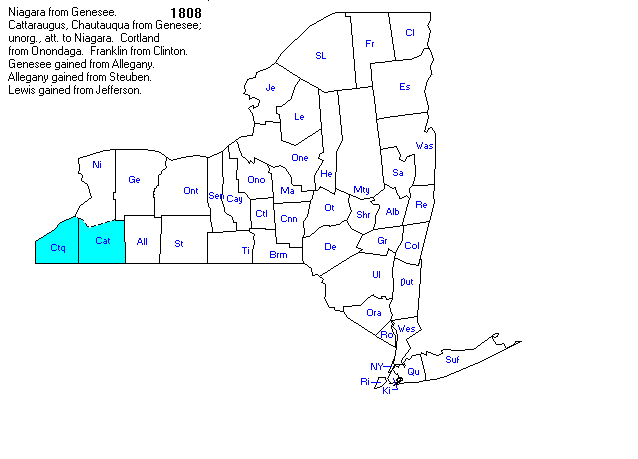 Niagara from Genesee.
1808
Cattaraugus, Chautauqua from Genesee;
unorg., att. to Niagara.  Cortland
from Onondaga.  Franklin from Clinton.
Genesee gained from Allegany.
Allegany gained from Steuben.
Lewis gained from Jefferson.
Cl
Fr
SL
Je
Es
Le
Was
One
Ni
He
Sa
Ge
Ono
Ont
Ma
Mty
Sen
Cay
Re
Ot
Alb
Ctl
Cnn
Shr
Cat
All
St
Gr
Col
Ctq
De
Ti
Brm
Ul
Dut
Ora
Wes
Ro
Suf
NY
Qu
Ri
Ki